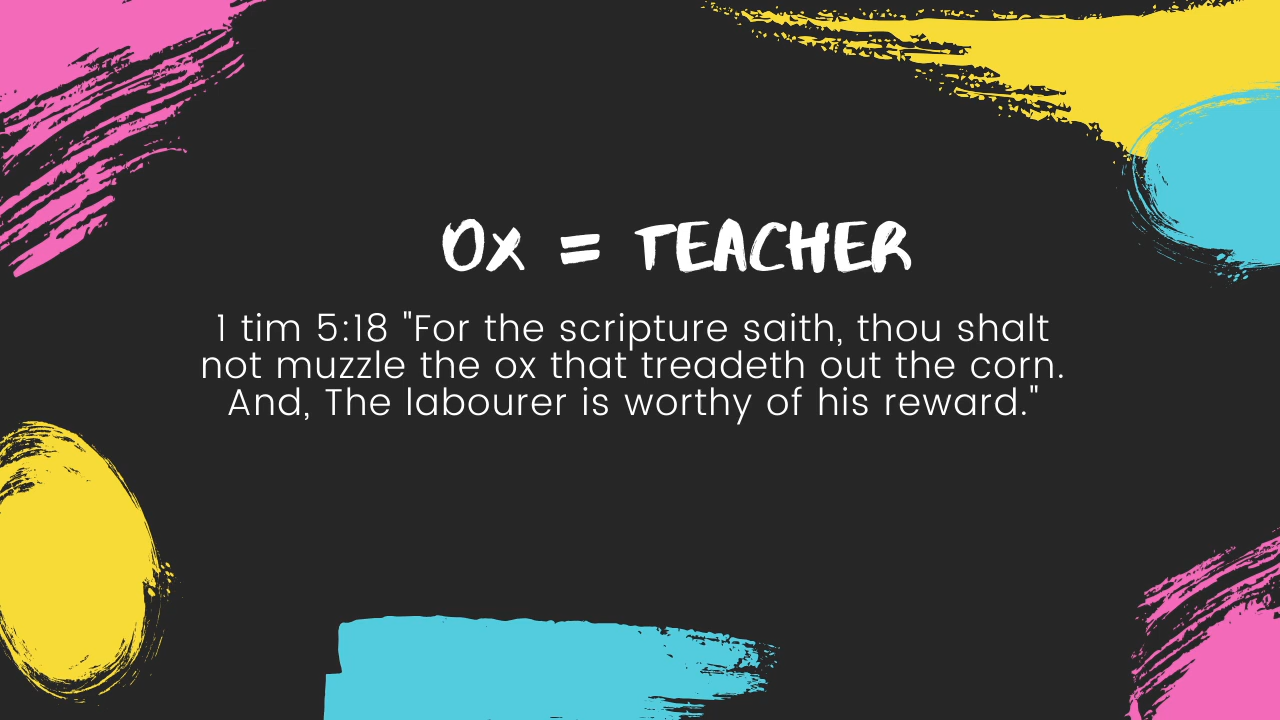 OX = TEACHER
1 tim 5:18 "For the scripture saith, thou shalt
not muzzle the ox that treadeth out the corn.
And, The labourer is worthy of his reward."